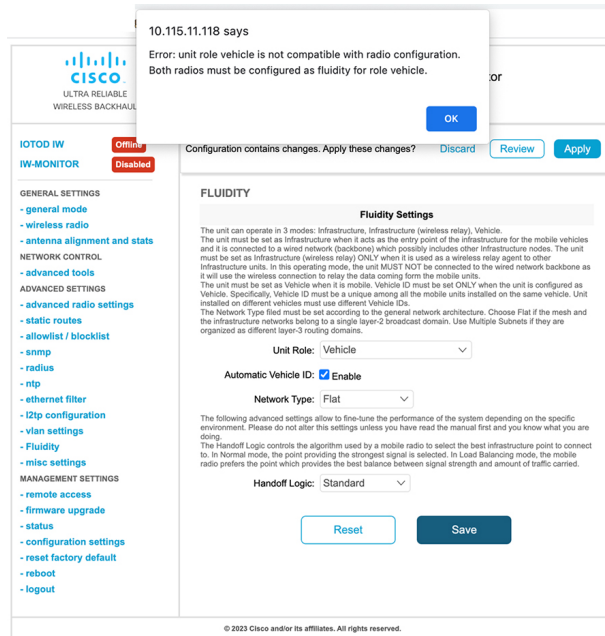 10.115.11.118 says
Error: unit role vehicle is not compatible with radio configuration.
Both radios must be configured as fluidity for role vehicle.
OK
CISCO
ULTRA RELIABLE
WIRELESS BACKHAUL
tor
IOTOD IW
Offline
IW-MONITOR
Disabled
Configuration contains changes. Apply these changes?
Discard
Review
Apply
GENERAL SETTINGS
- general mode
- wireless radio
- antenna alignment and stats
NETWORK CONTROL
- advanced tools
ADVANCED SETTINGS
- advanced radio settings
- static routes
- allowlist / blocklist
- snmp
- radius
- ntp
- ethernet filter
- l2tp configuration
- vlan settings
- Fluidity
- misc settings
MANAGEMENT SETTINGS
- remote access
- firmware upgrade
- status
- configuration settings
- reset factory default
- reboot
- logout
FLUIDITY
Fluidity Settings
The unit can operate in 3 modes: Infrastructure, Infrastructure (wireless relay), Vehicle.
The unit must be set as Infrastructure when it acts as the entry point of the infrastructure for the mobile vehicles
and it is connected to a wired network (backbone) which possibly includes other Infrastructure nodes. The unit
must be set as Infrastructure (wireless relay) ONLY when it is used as a wireless relay agent to other
Infrastructure units. In this operating mode, the unit MUST NOT be connected to the wired network backbone as
it will use the wireless connection to relay the data coming form the mobile units.
The unit must be set as Vehicle when it is mobile. Vehicle ID must be set ONLY when the unit is configured as
Vehicle. Specifically, Vehicle ID must be a unique among all the mobile units installed on the same vehicle. Unit
installed on different vehicles must use different Vehicle IDs.
The Network Type filed must be set according to the general network architecture. Choose Flat if the mesh and
the infrastructure networks belong to a single layer-2 broadcast domain. Use Multiple Subnets if they are
organized as different layer-3 routing domains.
Unit Role: Vehicle
Automatic Vehicle ID: Enable
Network Type: Flat
The following advanced settings allow to fine-tune the performance of the system depending on the specific
environment. Please do not alter this settings unless you have read the manual first and you know what you are
doing.
The Handoff Logic controls the algorithm used by a mobile radio to select the best infrastructure point to connect
to. In Normal mode, the point providing the strongest signal is selected. In Load Balancing mode, the mobile
radio prefers the point which provides the best balance between signal strength and amount of traffic carried.
Handoff Logic: Standard
Reset
Save
© 2023 Cisco and/or its affiliates. All rights reserved.